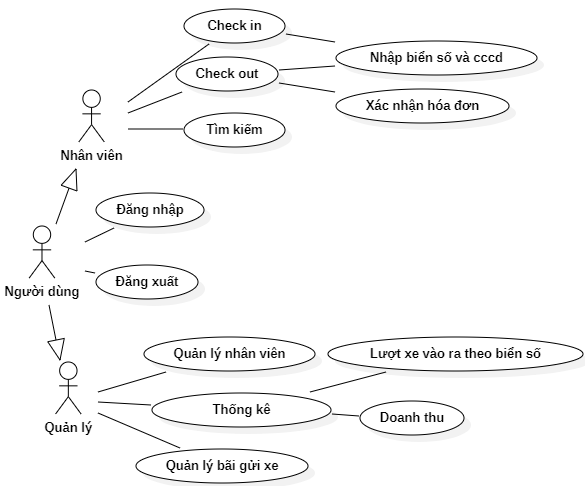 Check in
Nhập biển số và cccd
Check out
Xác nhận hóa đơn
Tìm kiếm
Nhân viên
Đăng nhập
Đăng xuất
Người dùng
Quản lý nhân viên
Lượt xe vào ra theo biển số
Thống kê
Doanh thu
Quản lý
Quản lý bãi gửi xe